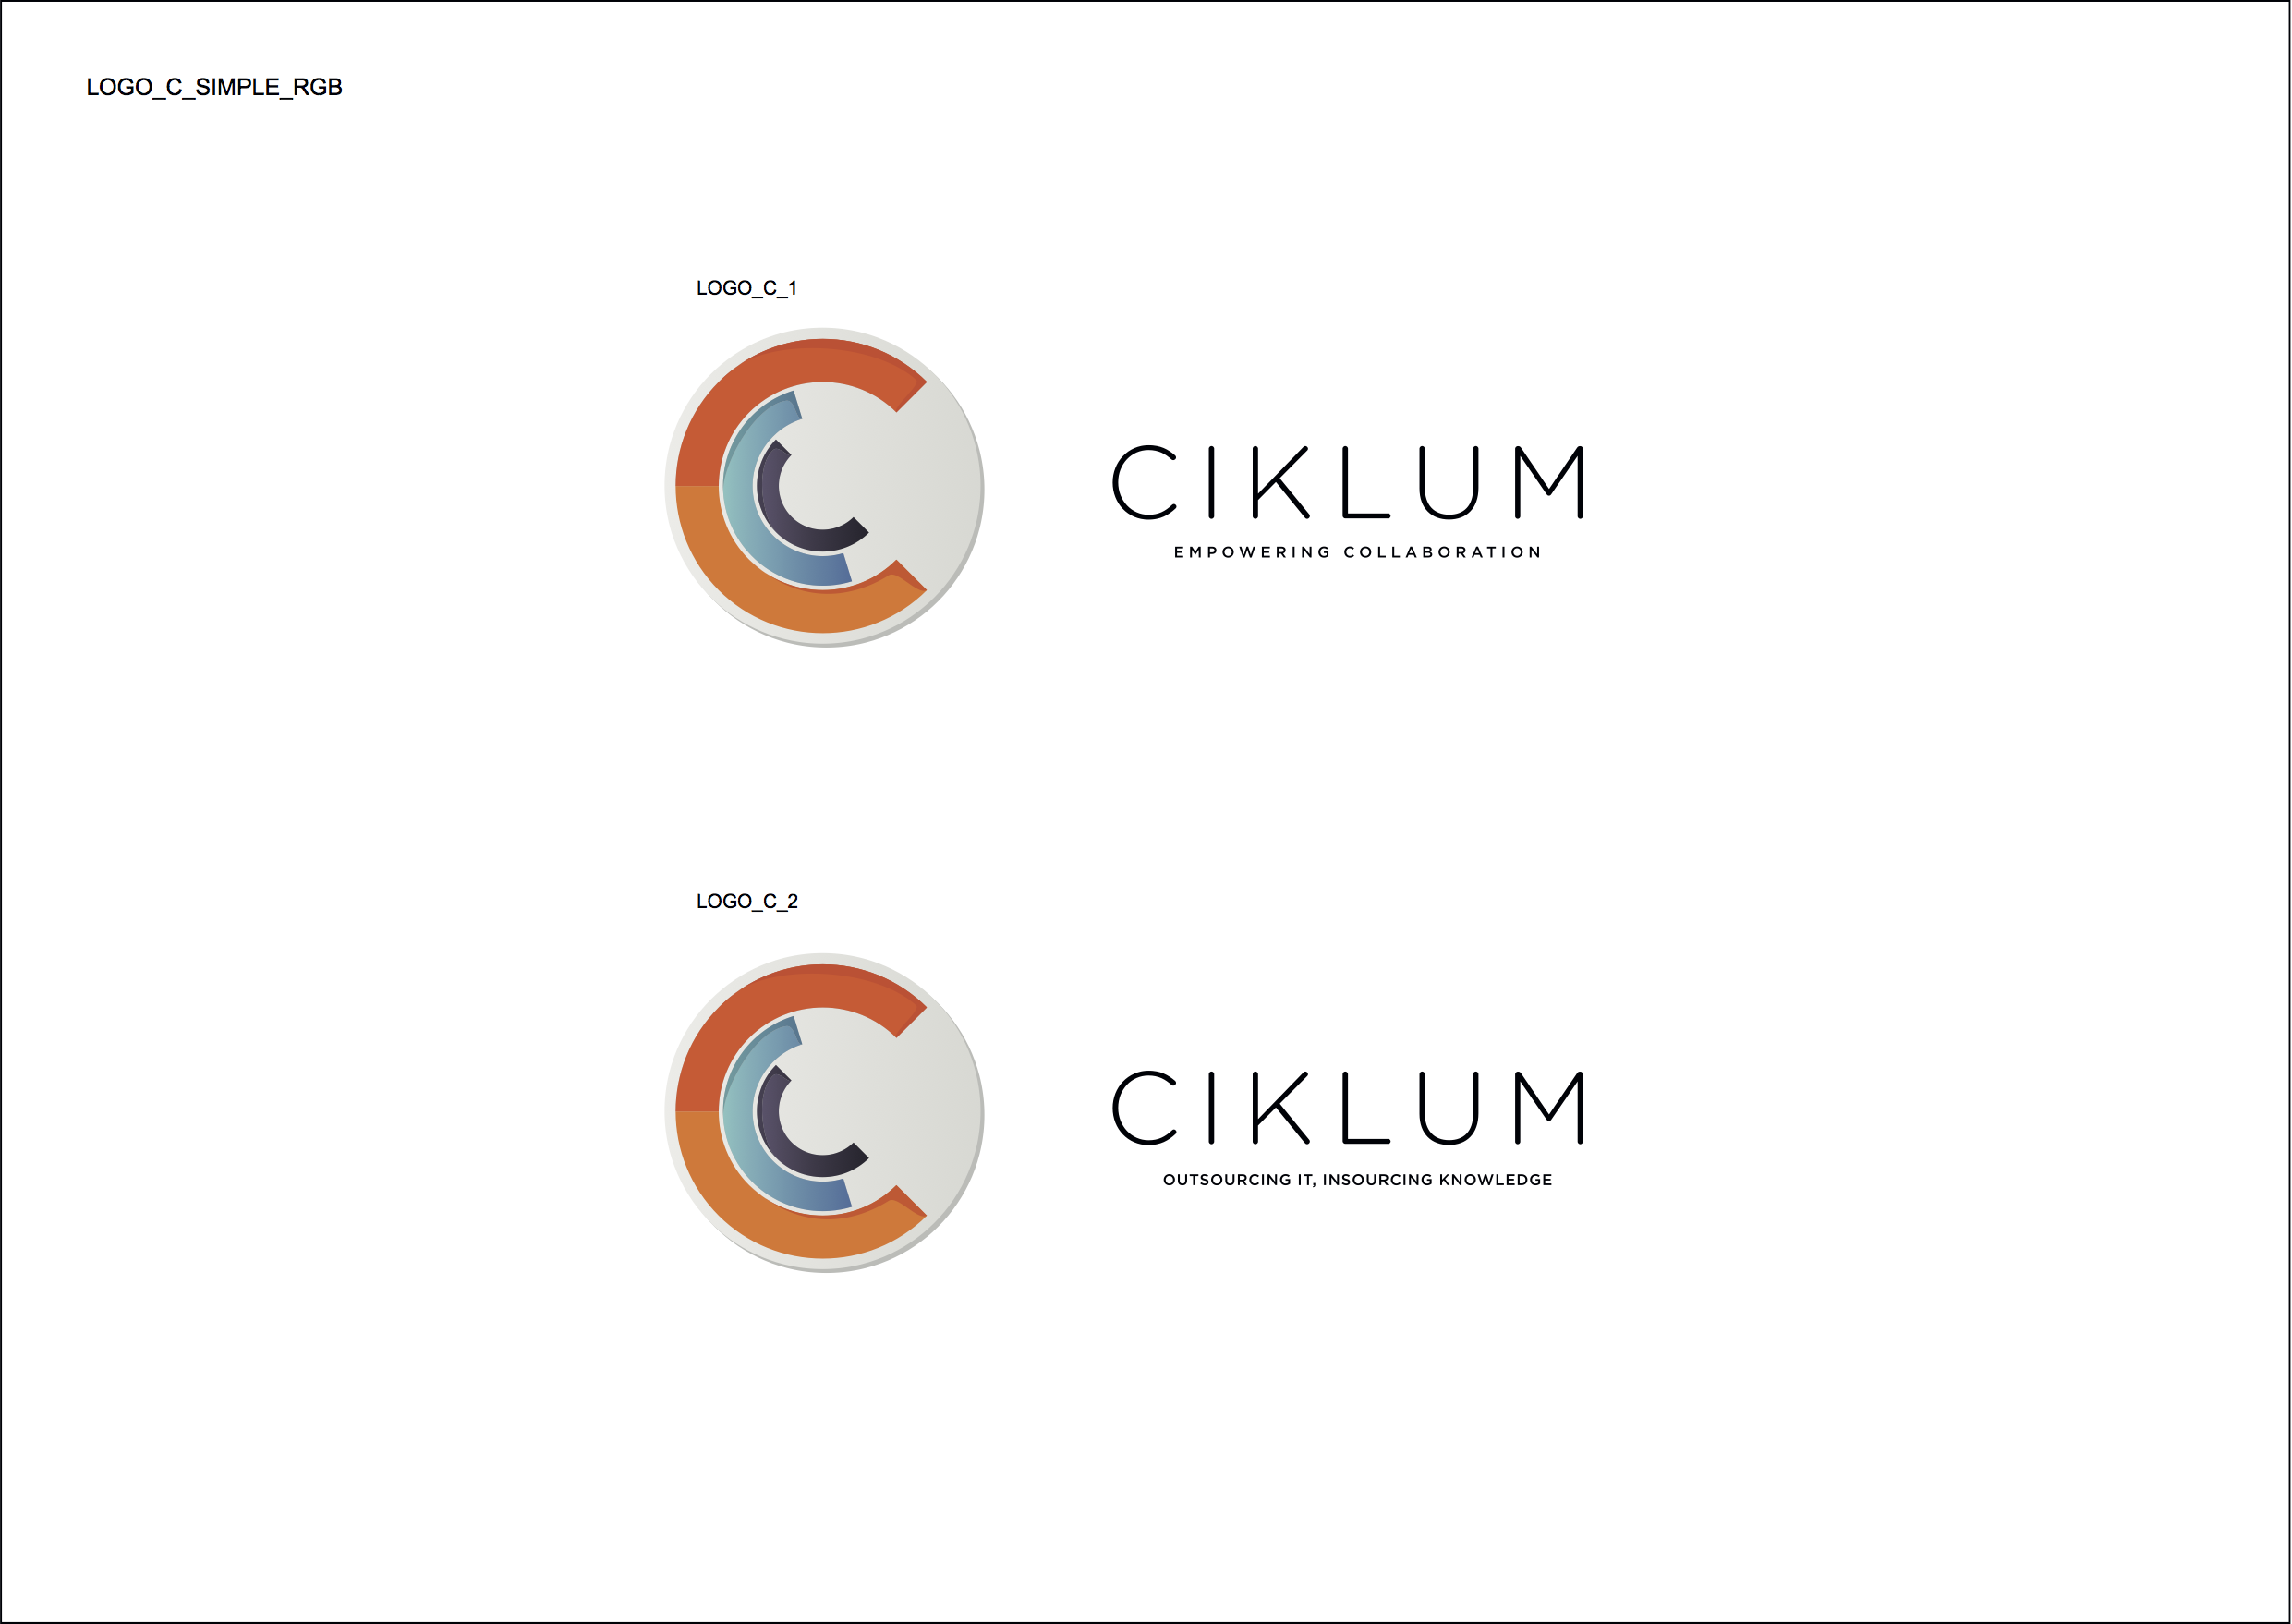 LOGO_C_SIMPLE_RGB
LOGO_C_1
CIKLUM
EMPOWERING COLLABORATION
LOGO_C_2
CIKLUM
OUTSOURCING IT, INSOURCING KNOWLEDGE